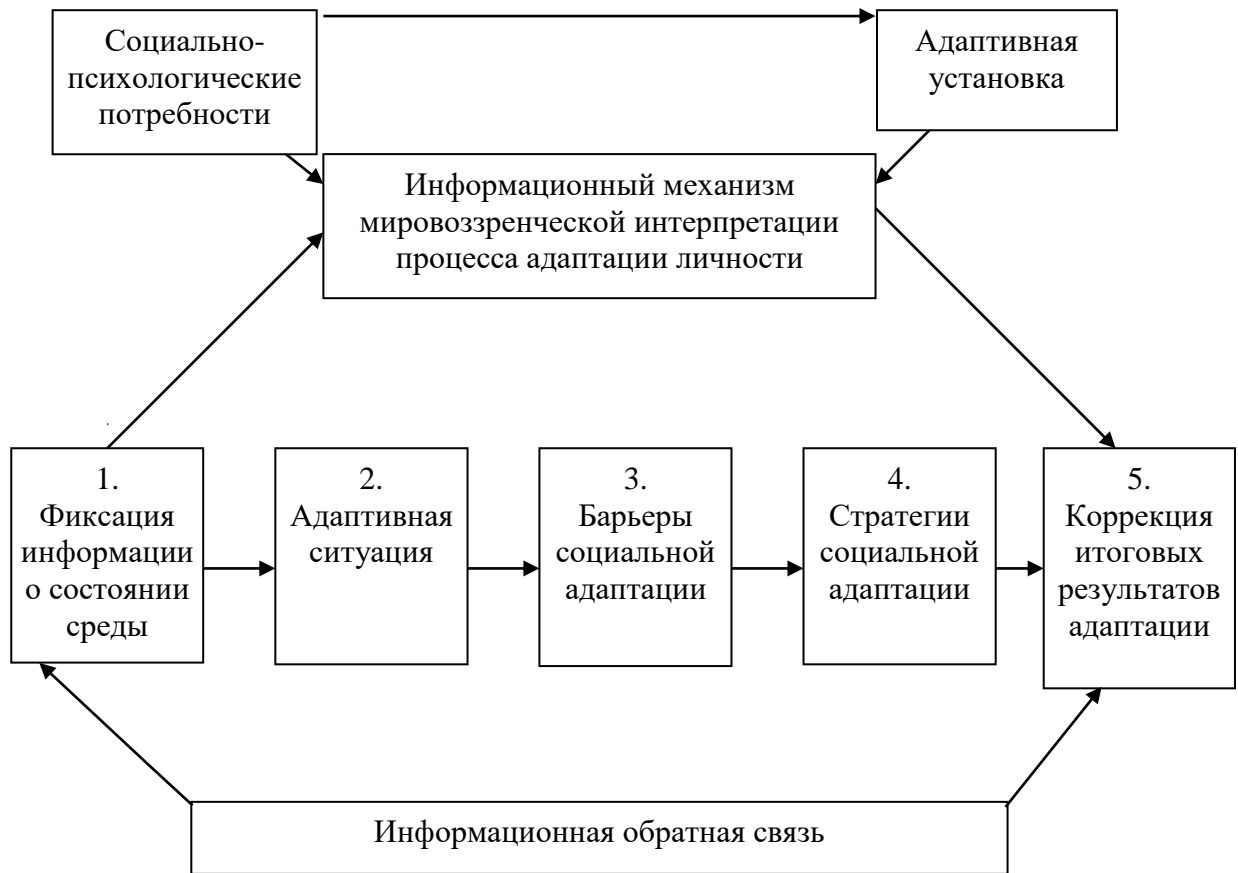 Социально-
психологические
потребности
Адаптивная
установка
Информационный механизм
мировоззренческой интерпретации
процесса адаптации личности
1.
Фиксация
информации
о состоянии
среды
2.
Адаптивная
ситуация
3.
Барьеры
социальной
адаптации
4.
Стратегии
социальной
адаптации
5.
Коррекция
итоговых
результатов
адаптации
Информационная обратная связь